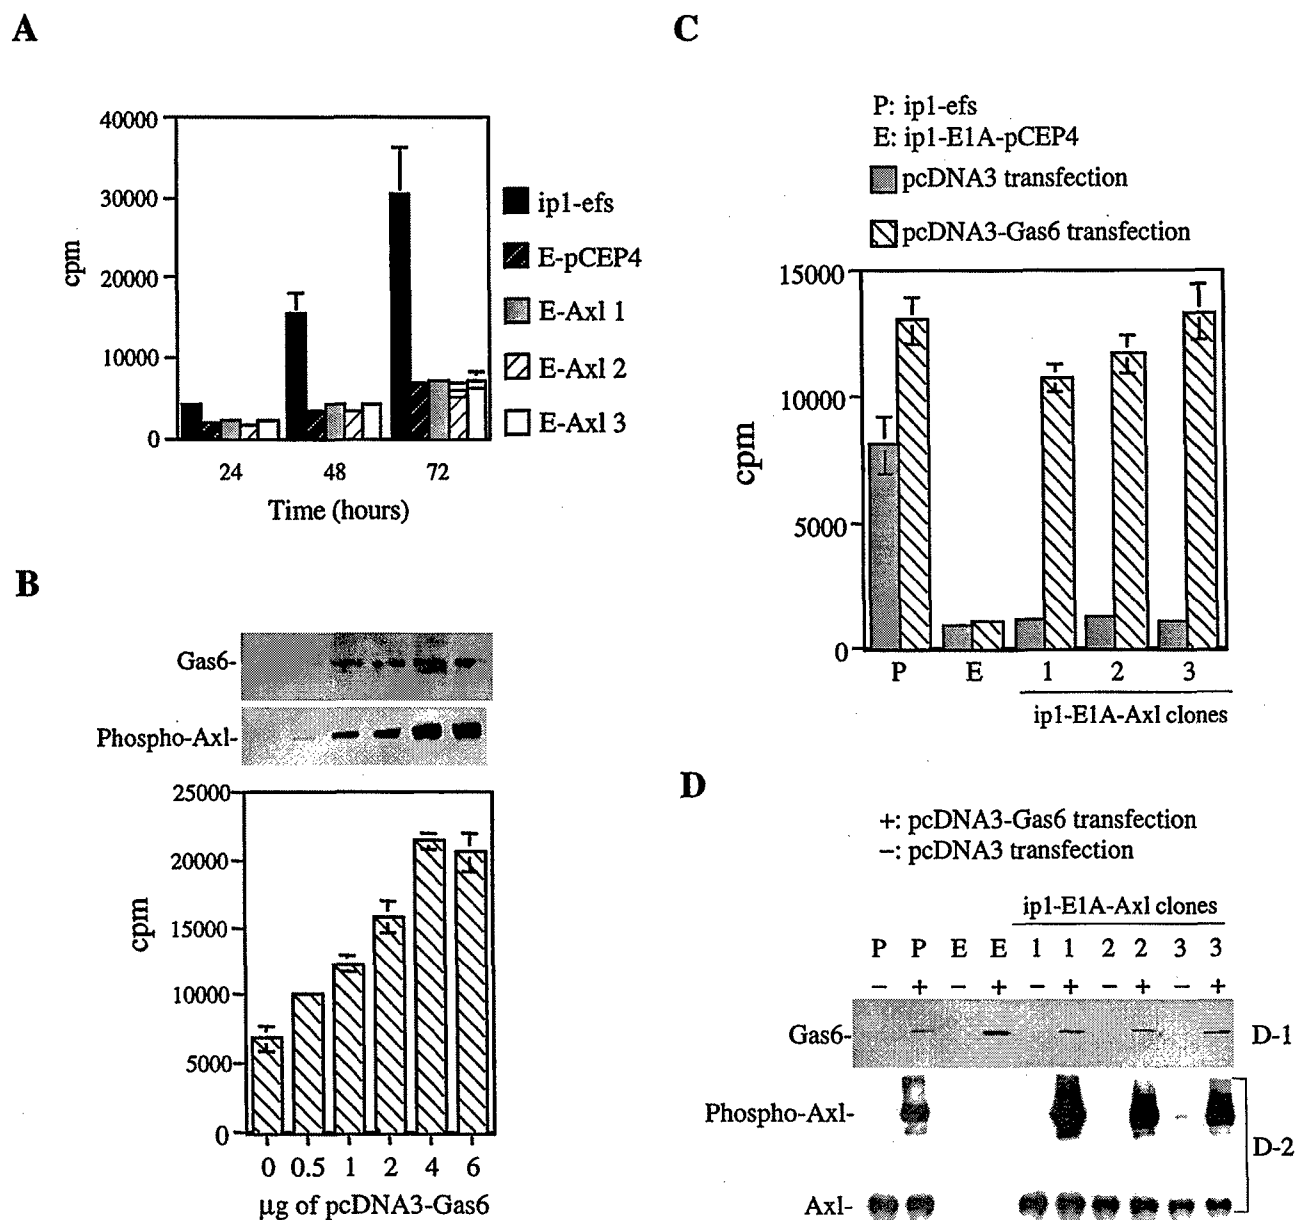 A
40000
30000
20000
10000
0
cpm
24 48 72
Time (hours)
ip1-efs
E-pCEP4
E-Axl 1
E-Axl 2
E-Axl 3
B
Gas6-
Phospho-Axl-
25000
20000
15000
10000
5000
0
cpm
0 0.5 1 2 4 6
μg of pcDNA3-Gas6
C
P: ip1-efs
E: ip1-E1A-pCEP4
pcDNA3 transfection
pcDNA3-Gas6 transfection
15000
10000
5000
0
cpm
P E 1 2 3
ip1-E1A-Axl clones
D
+: pcDNA3-Gas6 transfection
−: pcDNA3 transfection
ip1-E1A-Axl clones
P P E E 1 1 2 2 3 3
− + − + − + − + − +
Gas6- D-1
Phospho-Axl-
D-2
Axl-